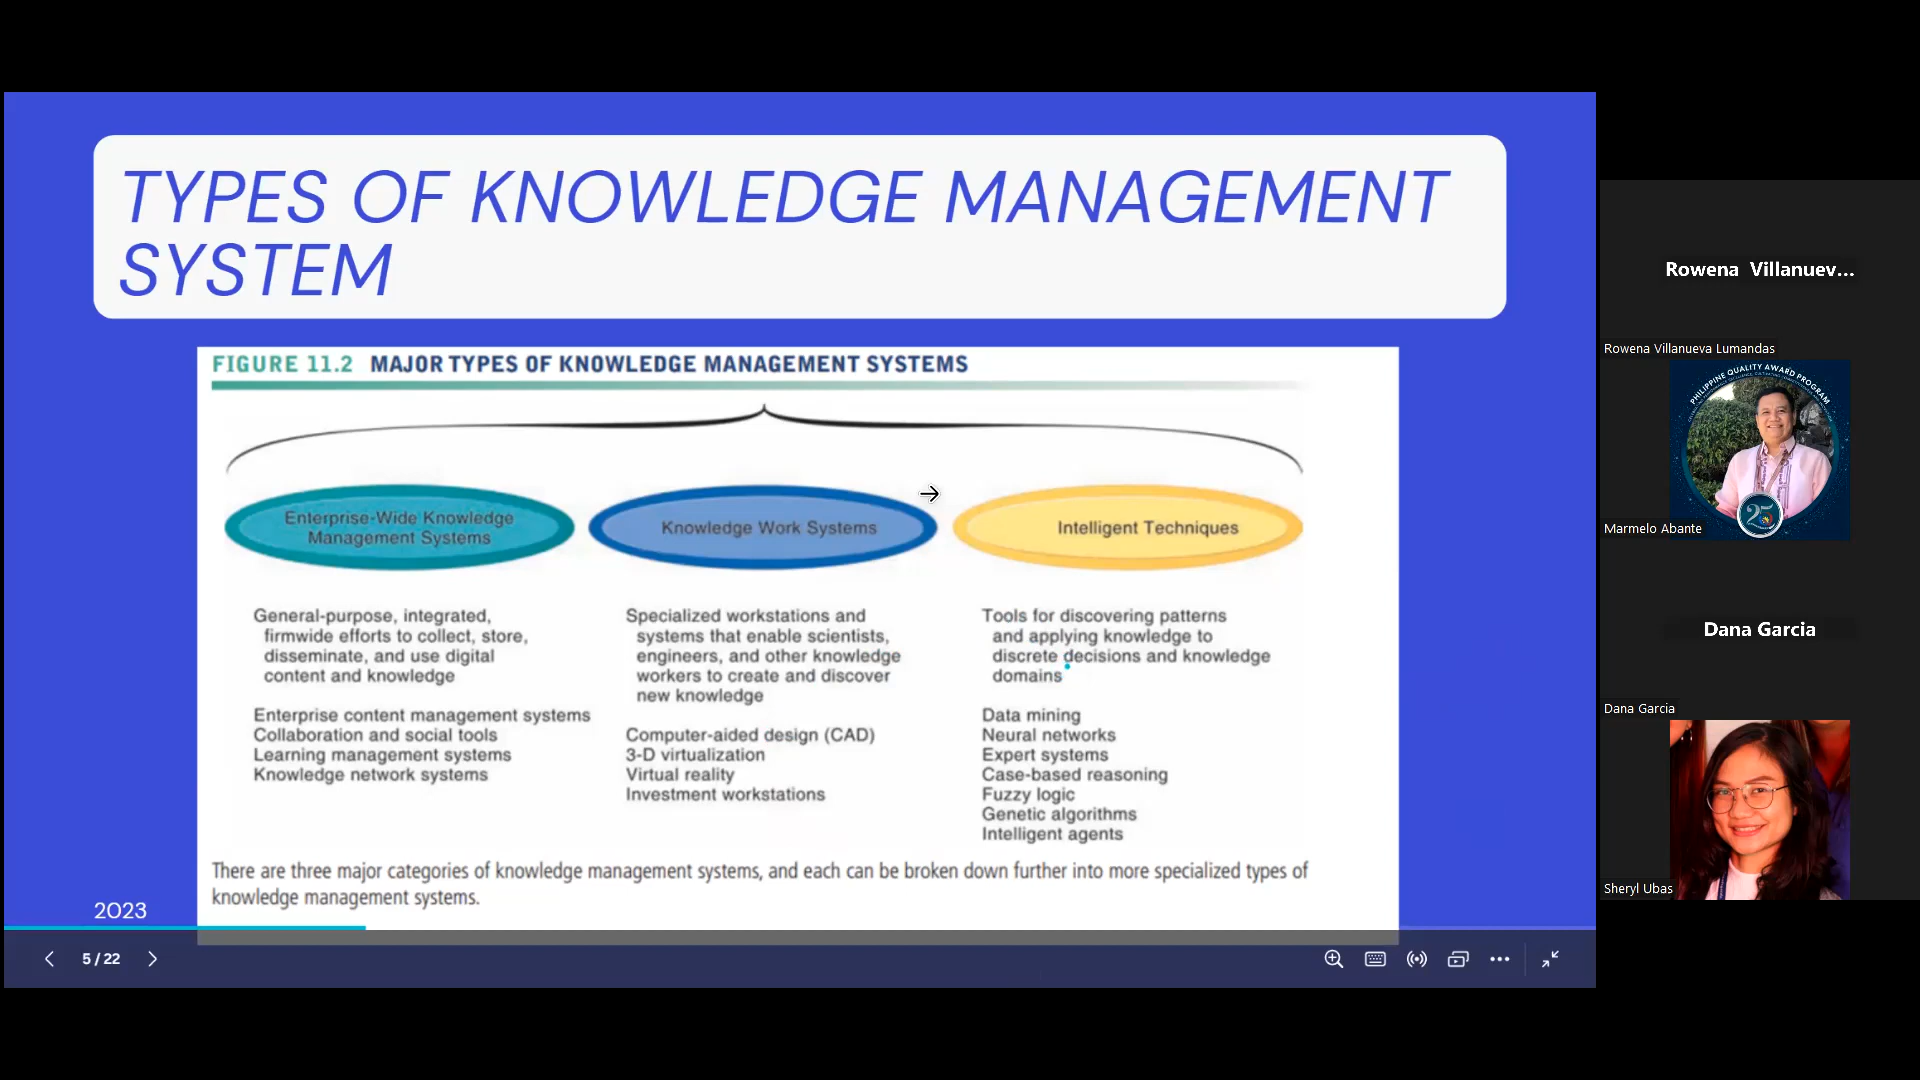 TYPES OF KNOWLEDGE MANAGEMENT
SYSTEM
FIGURE 11.2 MAJOR TYPES OF KNOWLEDGE MANAGEMENT SYSTEMS
Enterprise-Wide Knowledge
Management Systems
Knowledge Work Systems
Intelligent Techniques
General-purpose, integrated,
firmwide efforts to collect, store,
disseminate, and use digital
content and knowledge
Enterprise content management systems
Collaboration and social tools
Learning management systems
Knowledge network systems
Specialized workstations and
systems that enable scientists,
engineers, and other knowledge
workers to create and discover
new knowledge
Computer-aided design (CAD)
3-D virtualization
Virtual reality
Investment workstations
Tools for discovering patterns
and applying knowledge to
discrete decisions and knowledge
domains
Data mining
Neural networks
Expert systems
Case-based reasoning
Fuzzy logic
Genetic algorithms
Intelligent agents
There are three major categories of knowledge management systems, and each can be broken down further into more specialized types of
knowledge management systems.
2023
5 / 22
Rowena Villanuev...
Rowena Villanueva Lumandas
PHILIPPINE QUALITY AWARD PROGRAM
25
Marmelo Abante
Dana Garcia
Dana Garcia
Sheryl Ubas